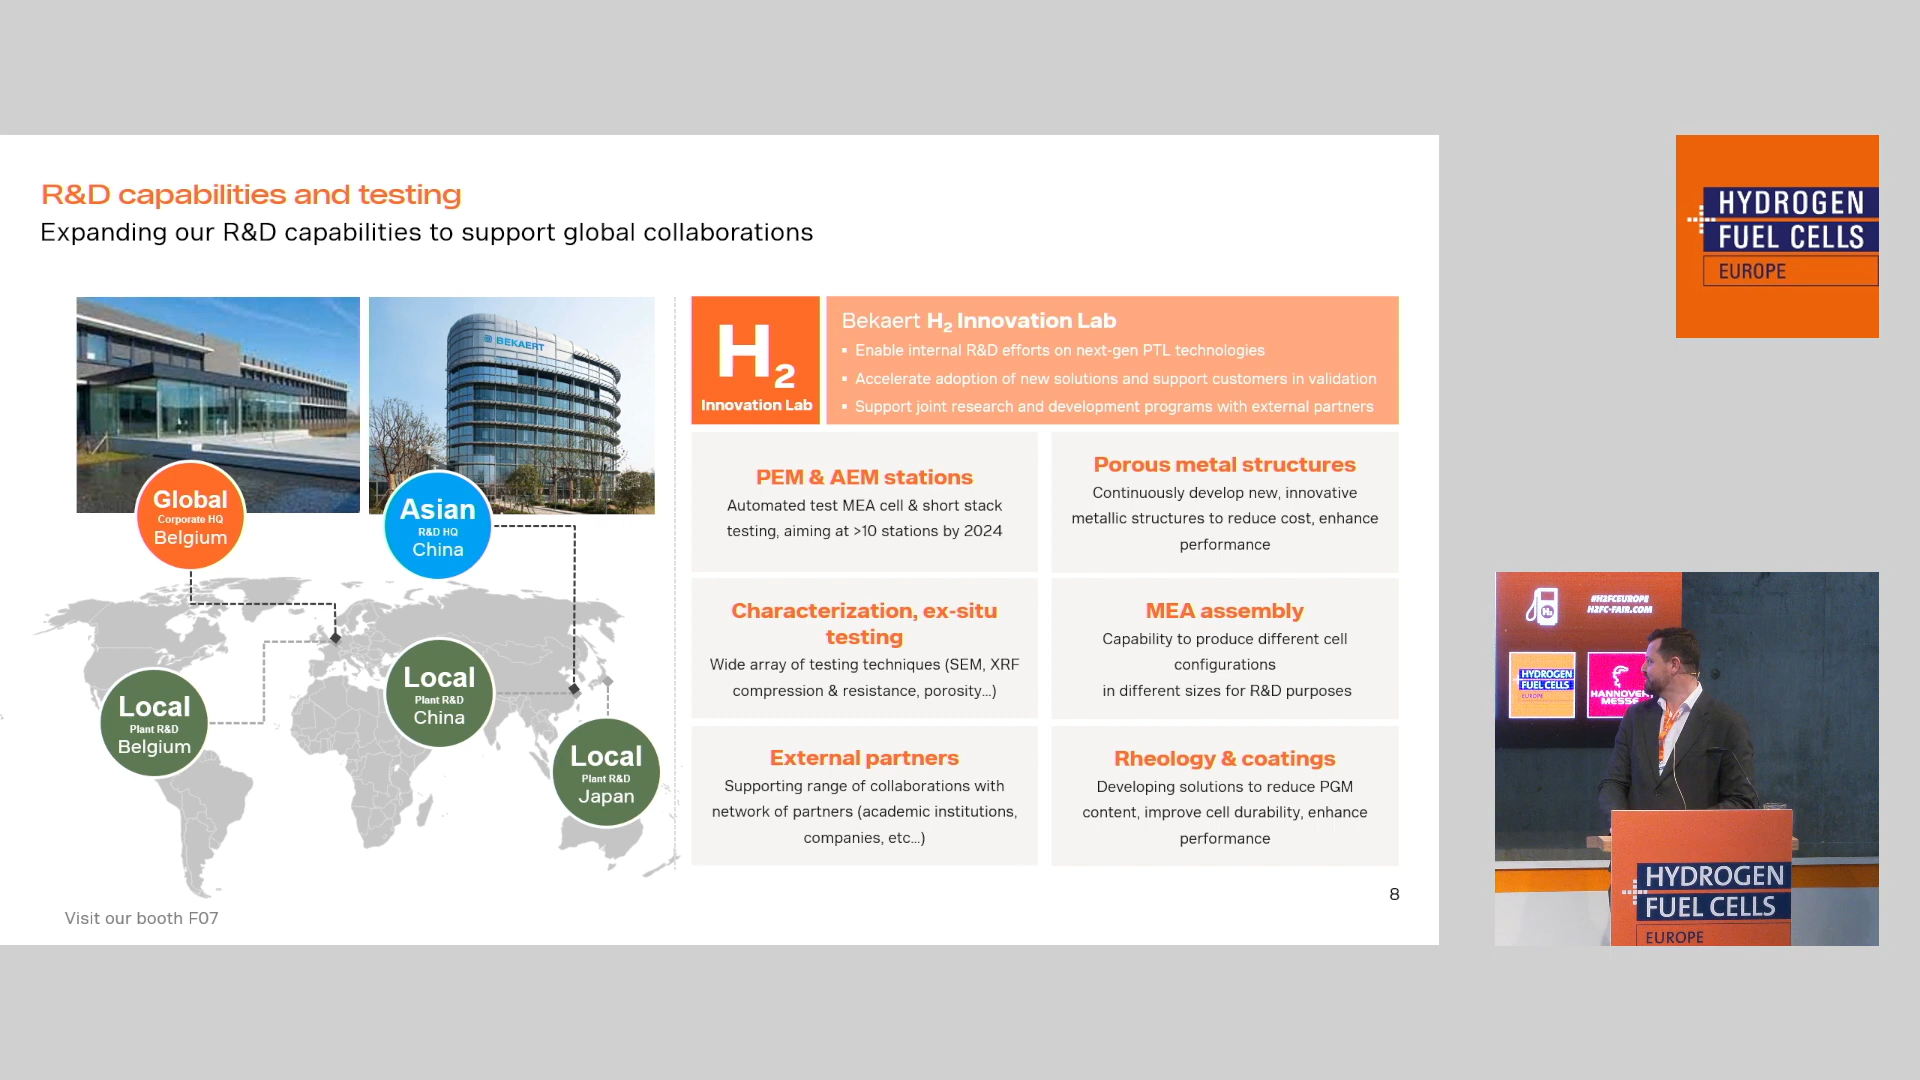 R&D capabilities and testing
Expanding our R&D capabilities to support global collaborations
BEKAERT
Global
Corporate HQ
Belgium
Asian
R&D HQ
China
Local
Plant R&D
Belgium
Local
Plant R&D
China
Local
Plant R&D
Japan
H2
Innovation Lab
Bekaert H2 Innovation Lab
▪ Enable internal R&D efforts on next-gen PTL technologies
▪ Accelerate adoption of new solutions and support customers in validation
▪ Support joint research and development programs with external partners
PEM & AEM stations
Automated test MEA cell & short stack
testing, aiming at >10 stations by 2024
Porous metal structures
Continuously develop new, innovative
metallic structures to reduce cost, enhance
performance
Characterization, ex-situ
testing
Wide array of testing techniques (SEM, XRF
compression & resistance, porosity...)
MEA assembly
Capability to produce different cell
configurations
in different sizes for R&D purposes
External partners
Supporting range of collaborations with
network of partners (academic institutions,
companies, etc...)
Rheology & coatings
Developing solutions to reduce PGM
content, improve cell durability, enhance
performance
Visit our booth F07
8
HYDROGEN
FUEL CELLS
EUROPE
H2
#H2FCEUROPE
H2FC-FAIR.COM
HYDROGEN
FUEL CELLS
EUROPE
HANNOVER
MESSE
HYDROGEN
FUEL CELLS
EUROPE